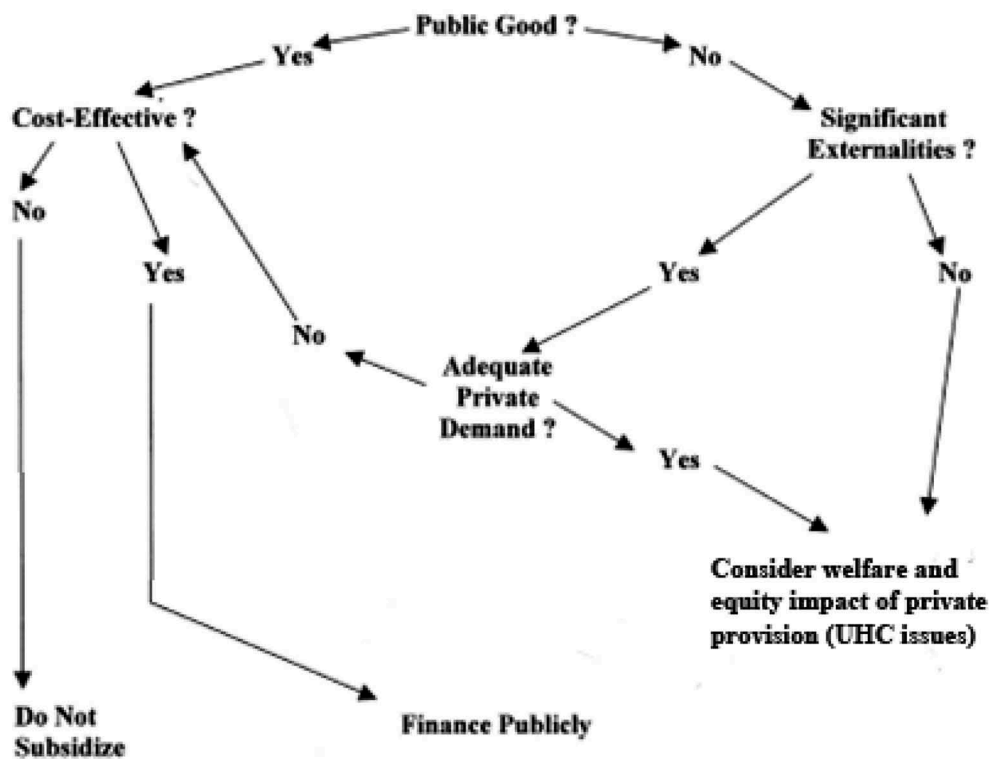 Public Good ?
Yes
No
Cost-Effective ?
Significant
Externalities ?
No
Yes
Yes
No
No
Adequate
Private
Demand ?
Yes
Consider welfare and
equity impact of private
provision (UHC issues)
Do Not
Subsidize
Finance Publicly